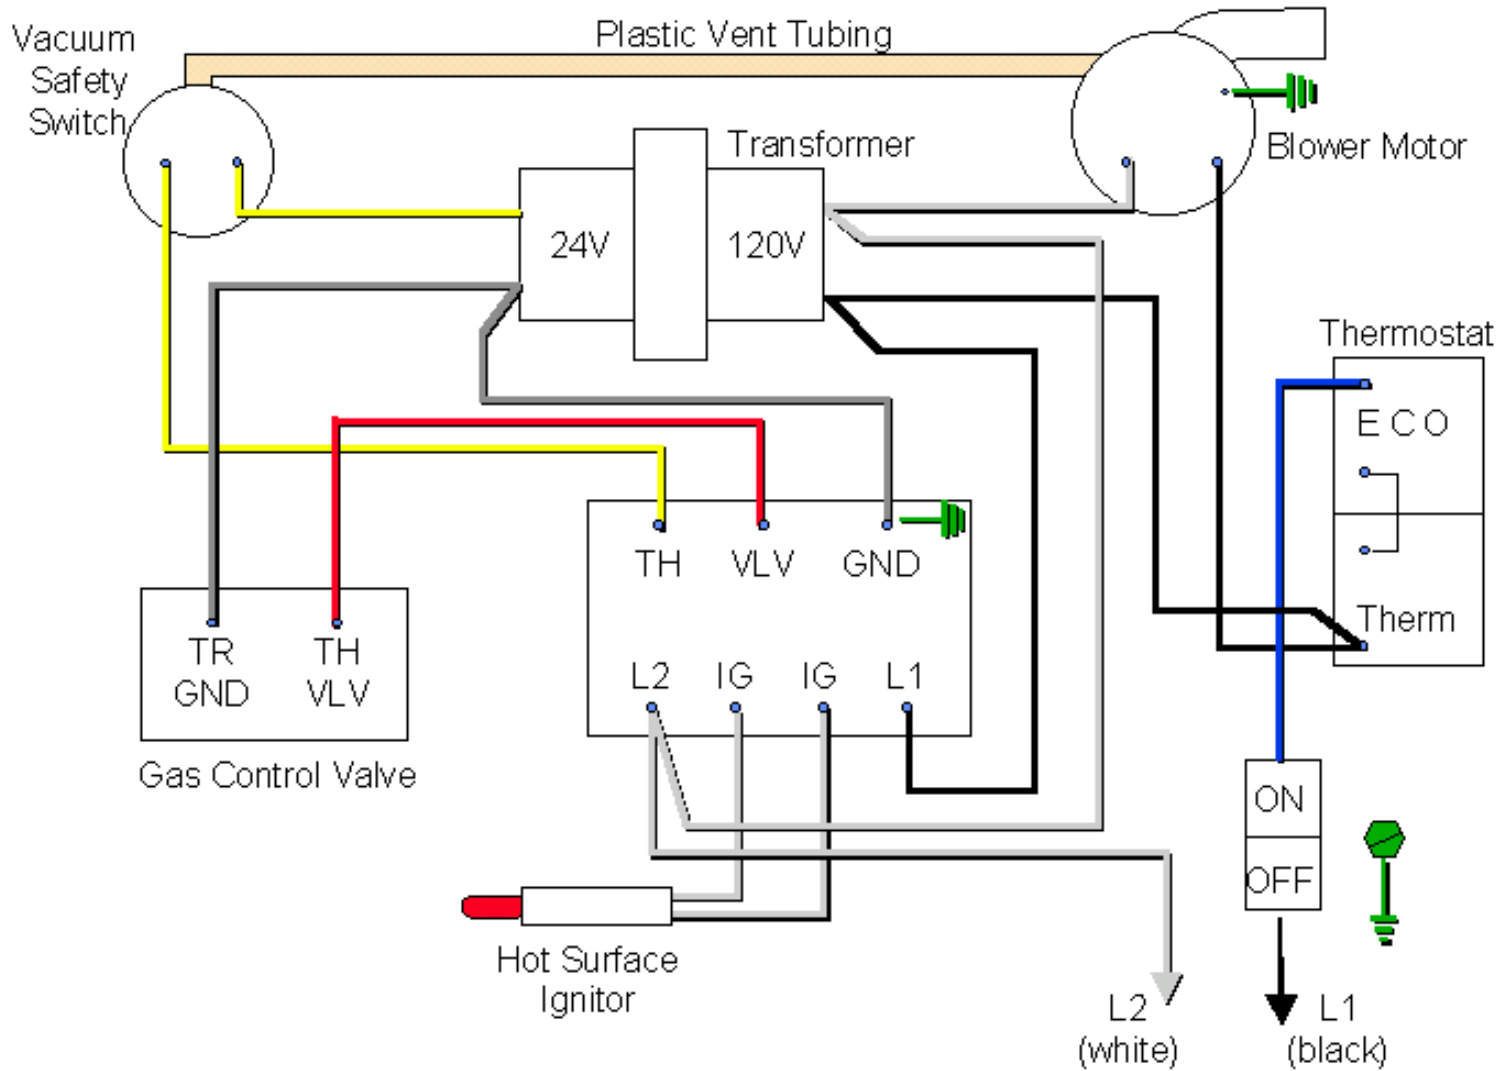 Plastic Vent Tubing
Vacuum
Safety
Switch
Transformer
Blower Motor
24V
120V
Thermostat
E C O
Therm
TH
VLV
GND
L2
IG
IG
L1
TR
GND
TH
VLV
Gas Control Valve
ON
OFF
Hot Surface
Ignitor
L2
(white)
L1
(black)